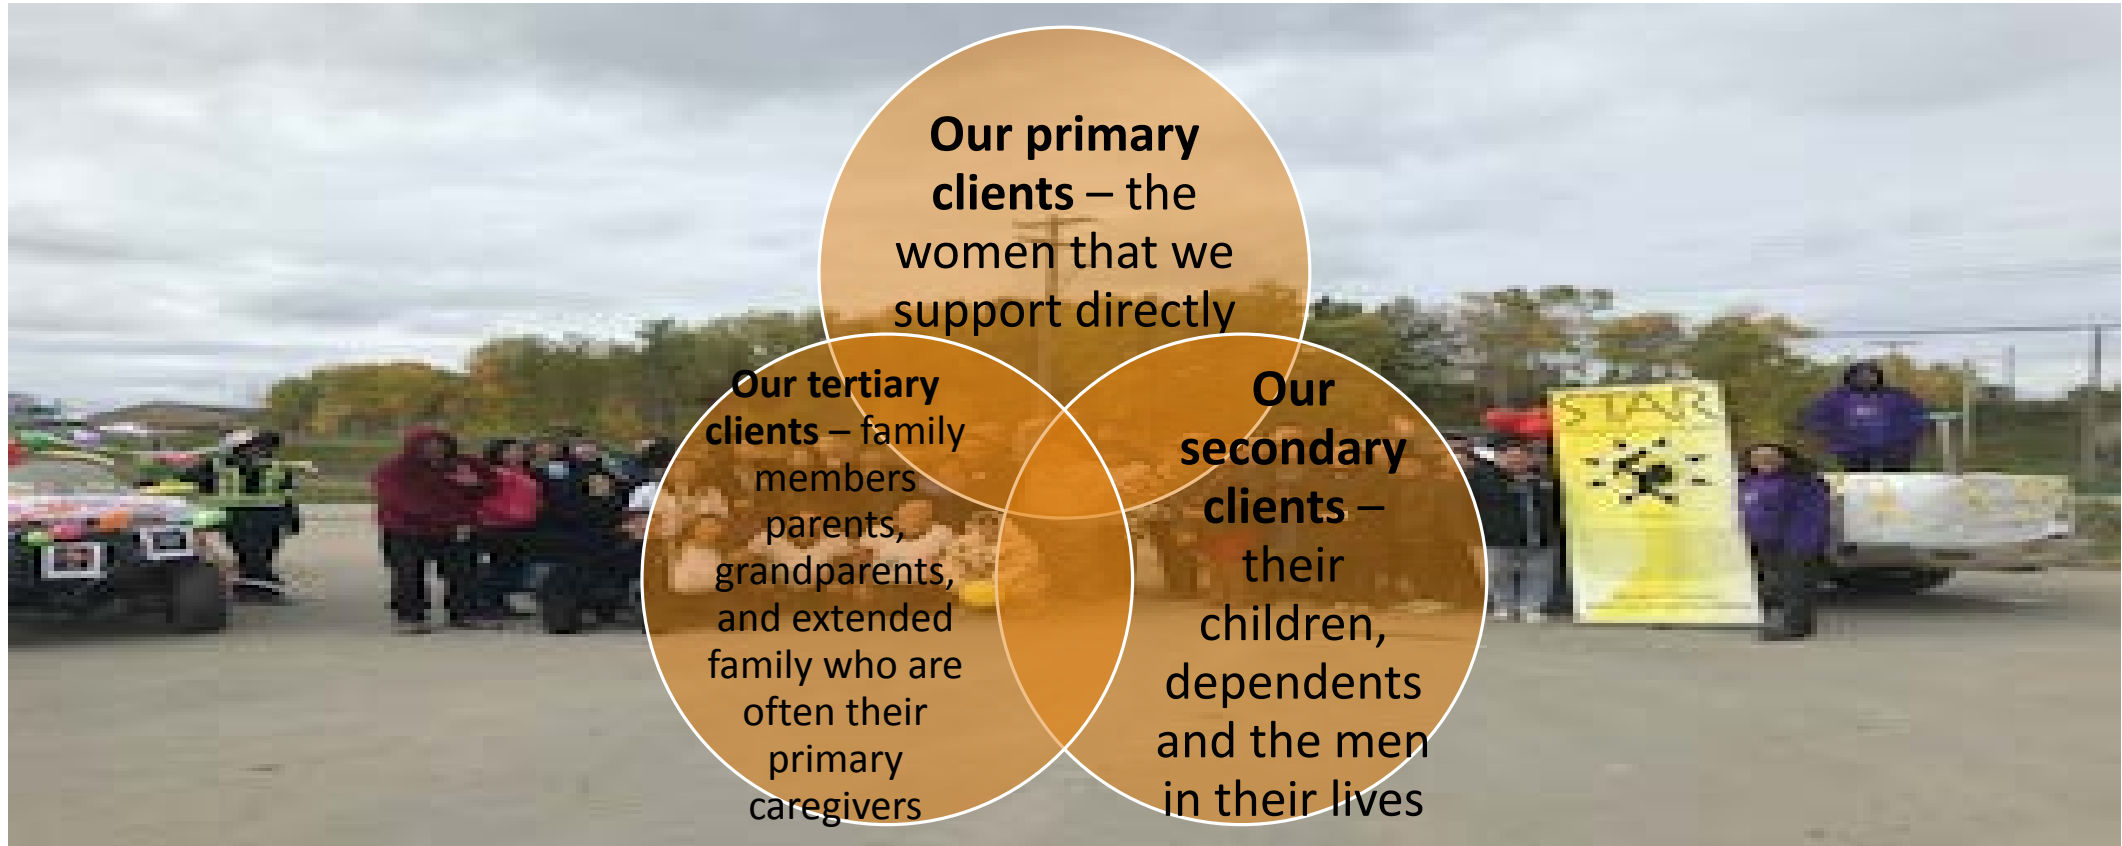 Our primary
clients – the
women that we
support directly
Our tertiary
clients – family
members
parents,
grandparents,
and extended
family who are
often their
primary
caregivers
Our
secondary
clients –
their
children,
dependents
and the men
in their lives
STAR